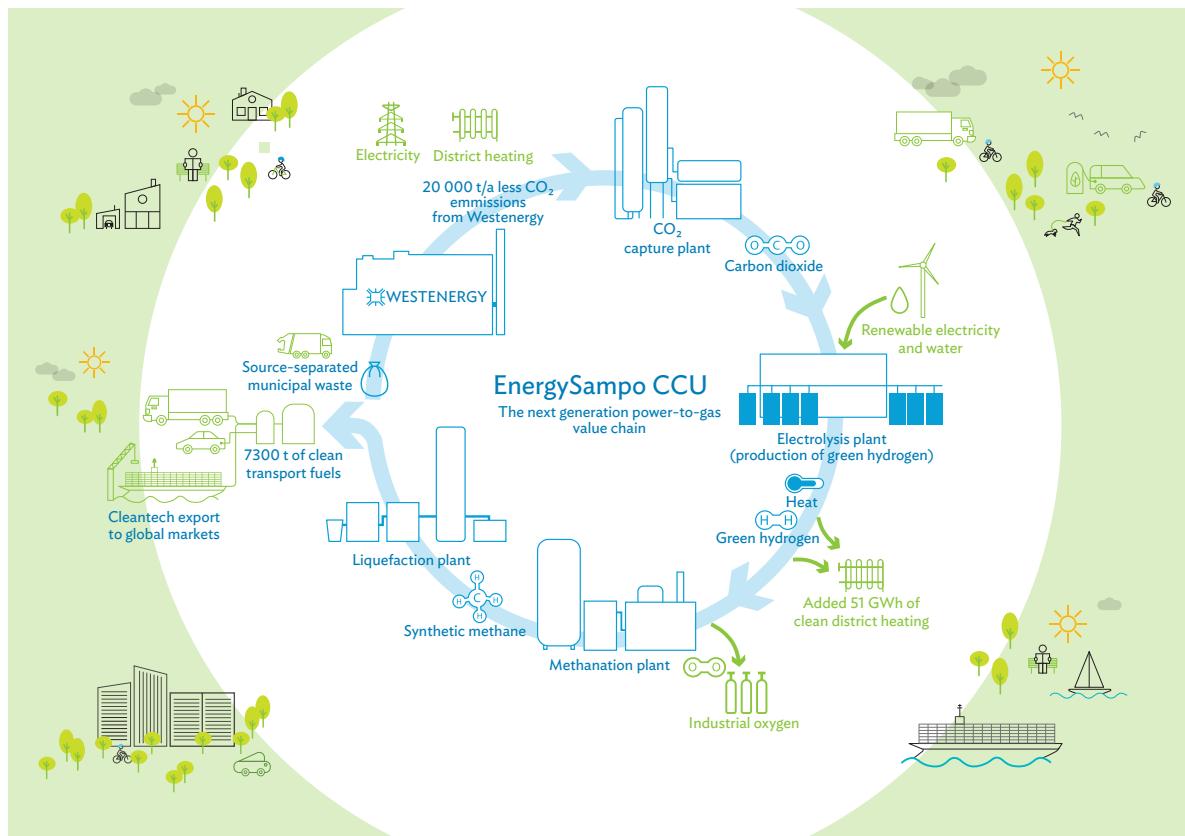 Electricity
District heating
20 000 t/a less CO₂
emmissions
from Westenergy
CO₂
capture plant
O C O
Carbon dioxide
WESTENERGY
Renewable electricity
and water
Source-separated
municipal waste
EnergySampo CCU
The next generation power-to-gas
value chain
Electrolysis plant
(production of green hydrogen)
7300 t of clean
transport fuels
Heat
H H
Green hydrogen
Cleantech export
to global markets
Liquefaction plant
Added 51 GWh of
clean district heating
H
H C H
H
Synthetic methane
Methanation plant
O O
Industrial oxygen